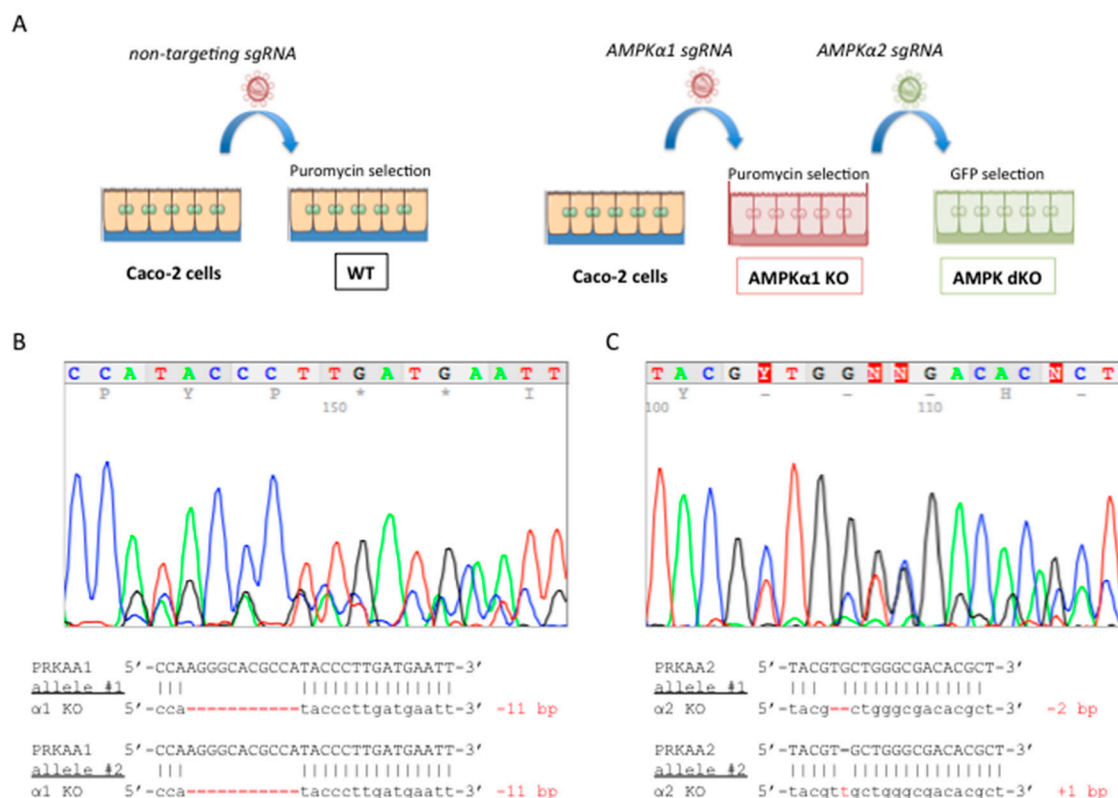 A
non-targeting sgRNA
AMPKα1 sgRNA
AMPKα2 sgRNA
Puromycin selection
Puromycin selection
GFP selection
Caco-2 cells
WT
Caco-2 cells
AMPKα1 KO
AMPK dKO
B
C C A T A C C C T T G A T G A A T T
P Y P * * I
150
PRKAA1 5'-CCAAGGGCACGCCATACCCTTGATGAATT-3'
allele #1 ||| |||||||||||||||
α1 KO 5'-cca-----------tacccttgatgaatt-3' -11 bp
PRKAA1 5'-CCAAGGGCACGCCATACCCTTGATGAATT-3'
allele #2 ||| |||||||||||||||
α1 KO 5'-cca-----------tacccttgatgaatt-3' -11 bp
C
T A C G Y T G G N N G A C A C N C T
Y - - - H -
100 110
PRKAA2 5'-TACGTGCTGGGCGACACGCT-3'
allele #1 |||| ||||||||||||||
α2 KO 5'-tacg--ctgggcgacacgct-3' -2 bp
PRKAA2 5'-TACGT-GCTGGGCGACACGCT-3'
allele #2 ||||| |||||||||||||||
α2 KO 5'-tacgttgctgggcgacacgct-3' +1 bp